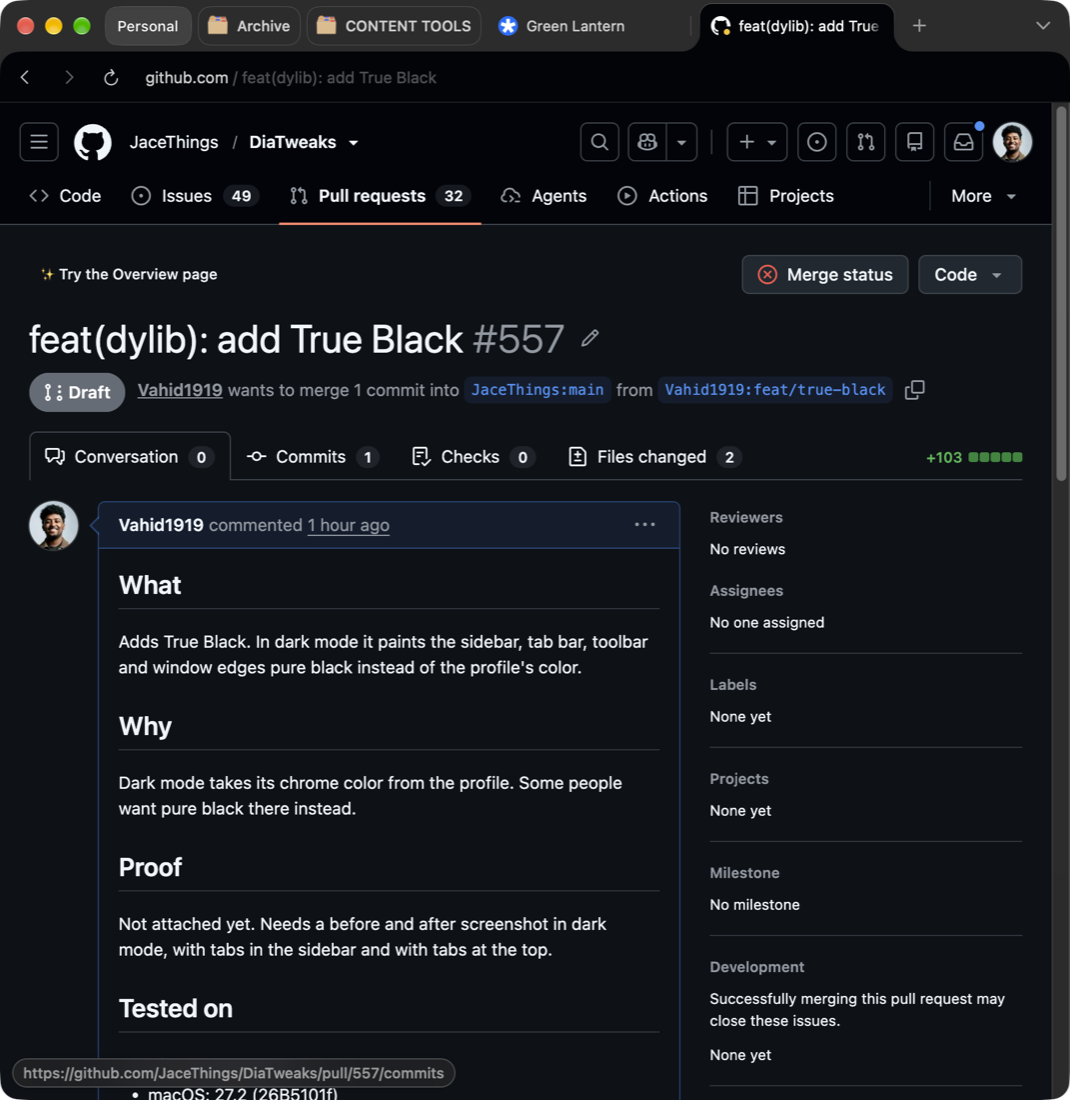 Personal
Archive
CONTENT TOOLS
Green Lantern
feat(dylib): add True
github.com / feat(dylib): add True Black
JaceThings / DiaTweaks
Code
Issues 49
Pull requests 32
Agents
Actions
Projects
More
✨ Try the Overview page
Merge status
Code
feat(dylib): add True Black #557
Draft
Vahid1919 wants to merge 1 commit into JaceThings:main from Vahid1919:feat/true-black
Conversation 0
Commits 1
Checks 0
Files changed 2
+103
Vahid1919 commented 1 hour ago
What
Adds True Black. In dark mode it paints the sidebar, tab bar, toolbar
and window edges pure black instead of the profile's color.
Why
Dark mode takes its chrome color from the profile. Some people
want pure black there instead.
Proof
Not attached yet. Needs a before and after screenshot in dark
mode, with tabs in the sidebar and with tabs at the top.
Tested on
• macOS: 27.2 (26B5101f)
Reviewers
No reviews
Assignees
No one assigned
Labels
None yet
Projects
None yet
Milestone
No milestone
Development
Successfully merging this pull request may
close these issues.
None yet
https://github.com/JaceThings/DiaTweaks/pull/557/commits